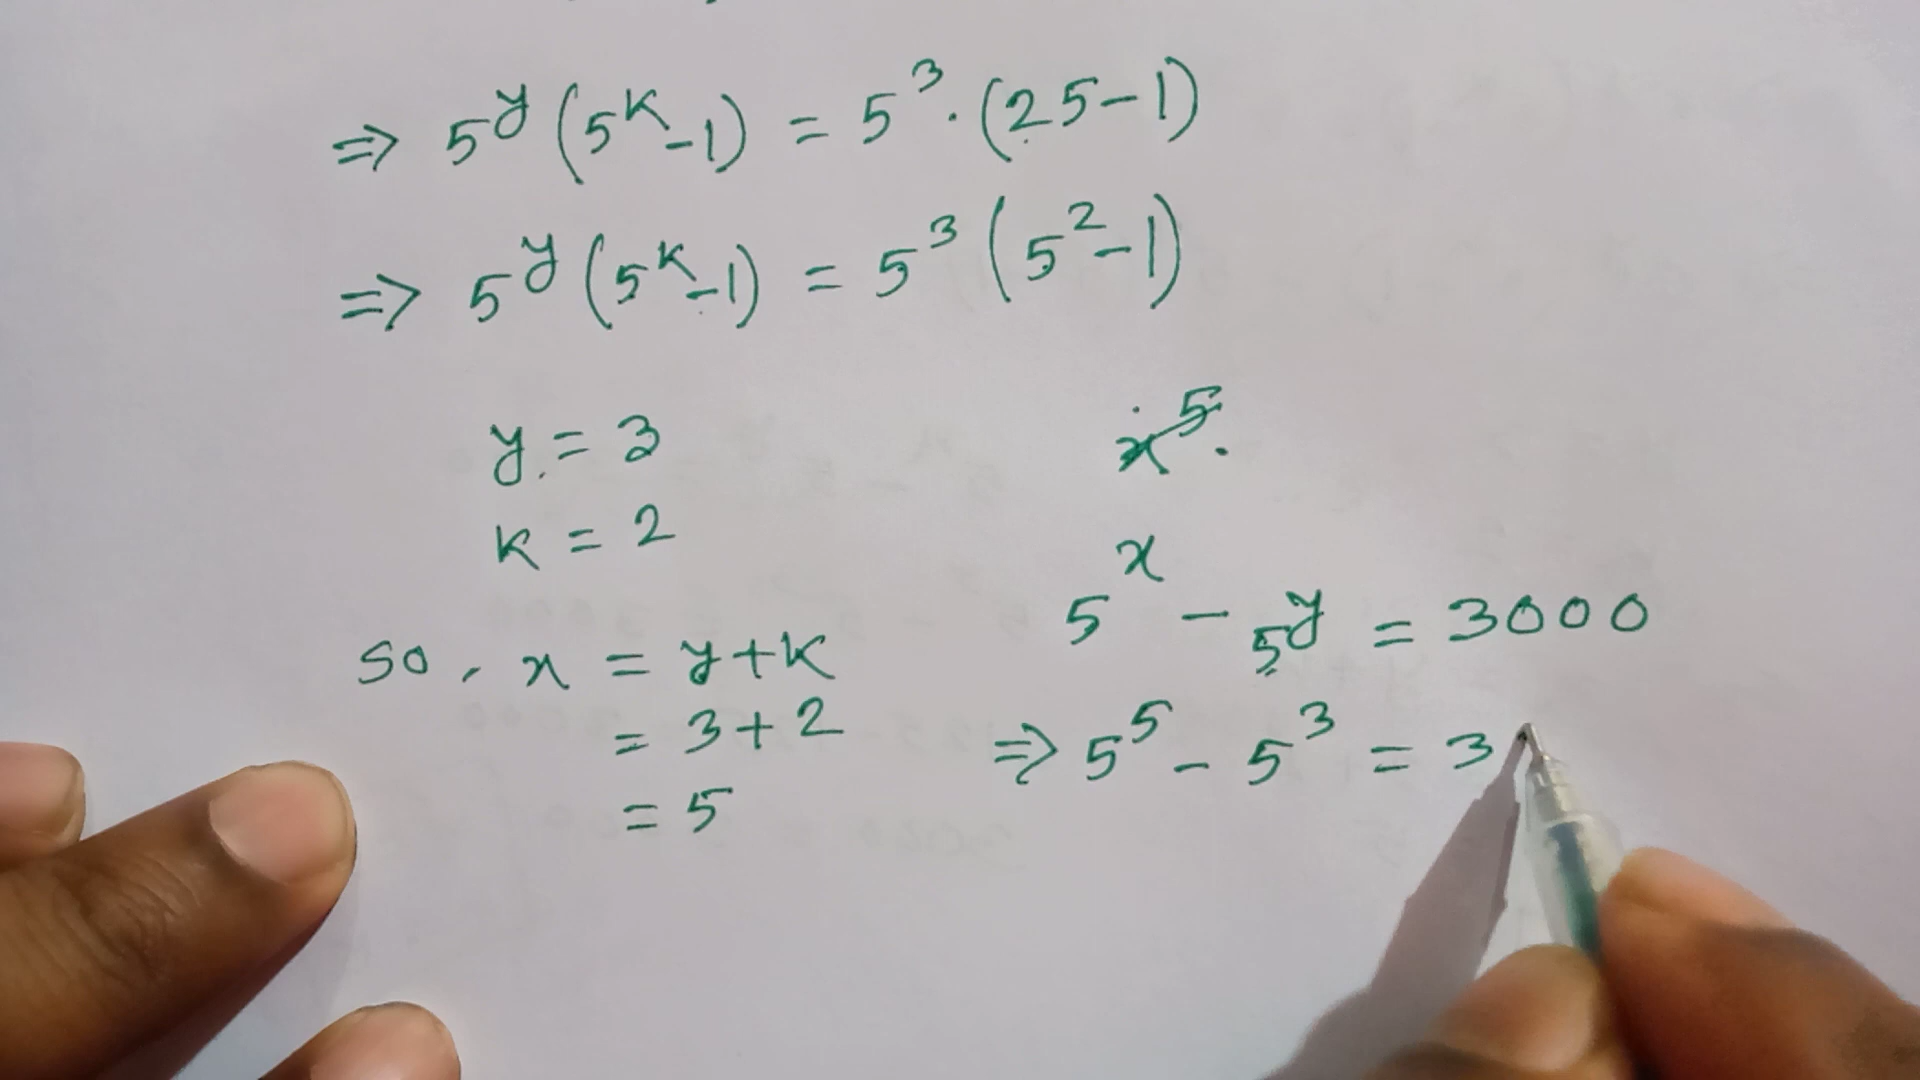 ⇒ 5^y (5^k - 1) = 5^3 · (25 - 1)
⇒ 5^y (5^k - 1) = 5^3 (5^2 - 1)
y = 3
k = 2
so, x = y + k
= 3 + 2
= 5
x^5
5^x - 5^y = 3000
⇒ 5^5 - 5^3 = 3